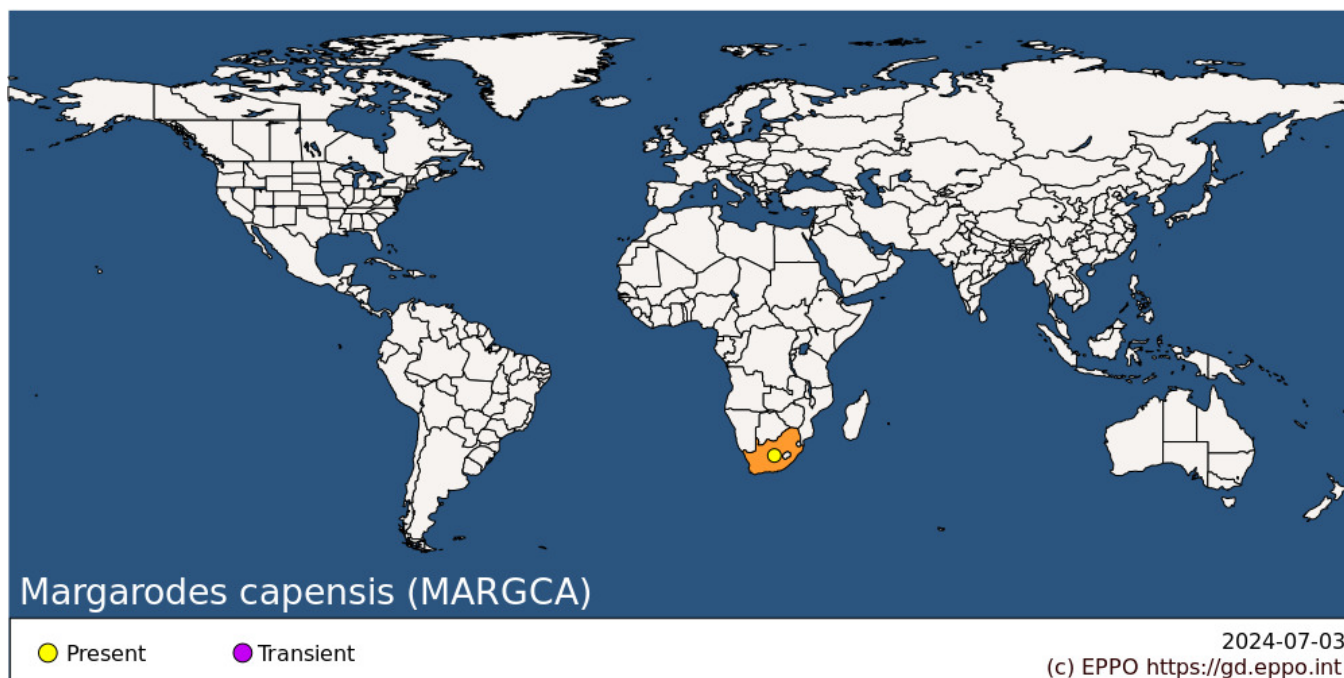 Margarodes capensis (MARGCA)
Present
Transient
2024-07-03
(c) EPPO https://gd.eppo.int